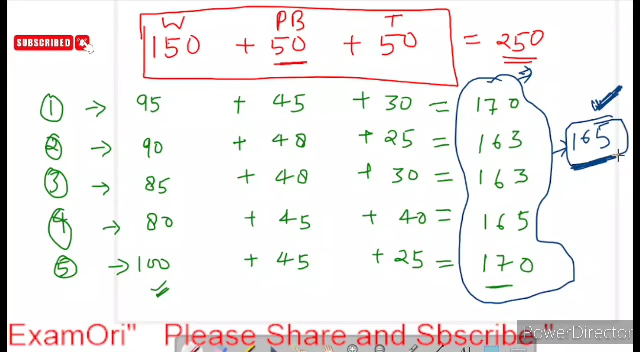 W PB T
SUBSCRIBE 150 + 50 + 50 = 250
1 → 95 + 45 + 30 = 170
2 → 90 + 48 + 25 = 163 → 165
3 → 85 + 48 + 30 = 163
4 → 80 + 45 + 40 = 165
5 → 100 + 45 + 25 = 170
PowerDirector
ExamOri" Please Share and Sbscribe"